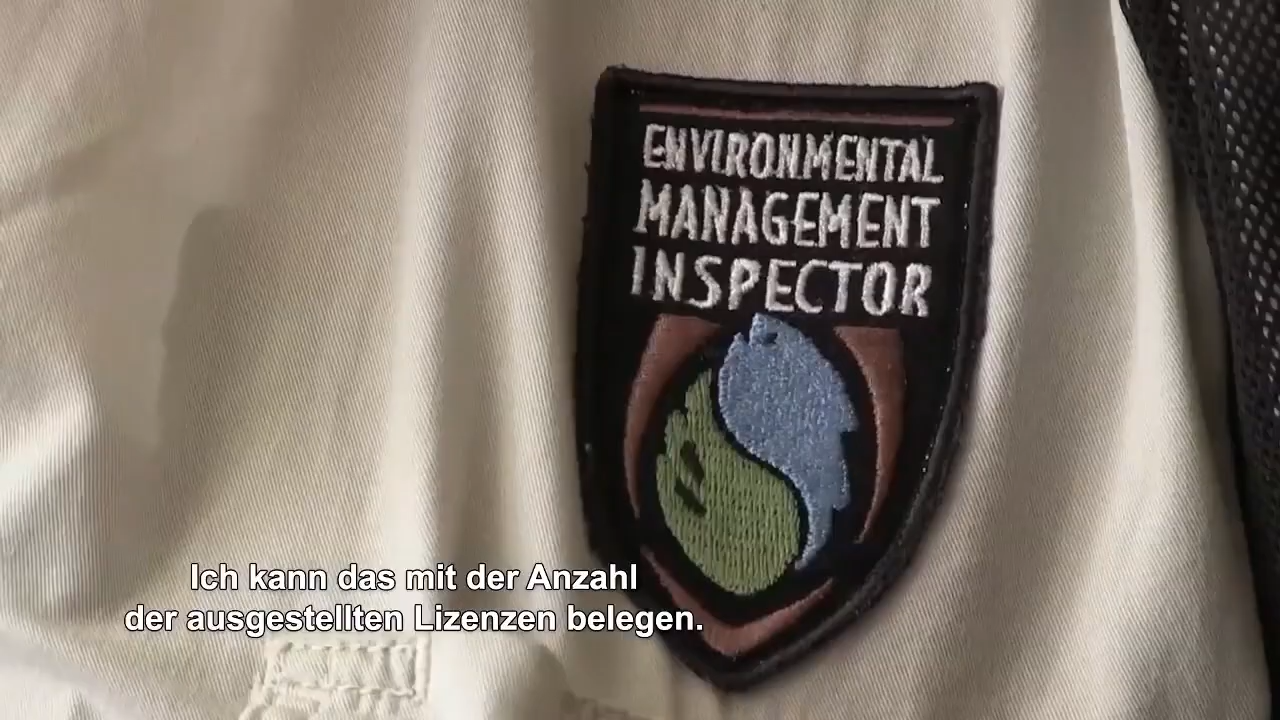 ENVIRONMENTAL
MANAGEMENT
INSPECTOR
Ich kann das mit der Anzahl
der ausgestellten Lizenzen belegen.